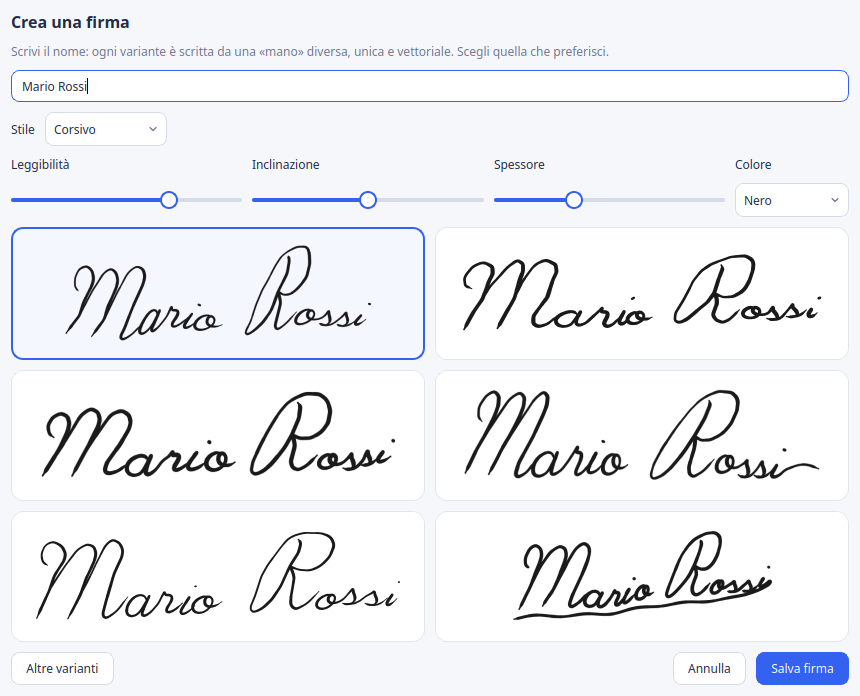 Crea una firma
Scrivi il nome: ogni variante è scritta da una «mano» diversa, unica e vettoriale. Scegli quella che preferisci.
Mario Rossi
Stile Corsivo
Leggibilità Inclinazione Spessore Colore
Nero
Mario Rossi Mario Rossi
Mario Rossi Mario Rossi
Mario Rossi Mario Rossi
Altre varianti Annulla Salva firma